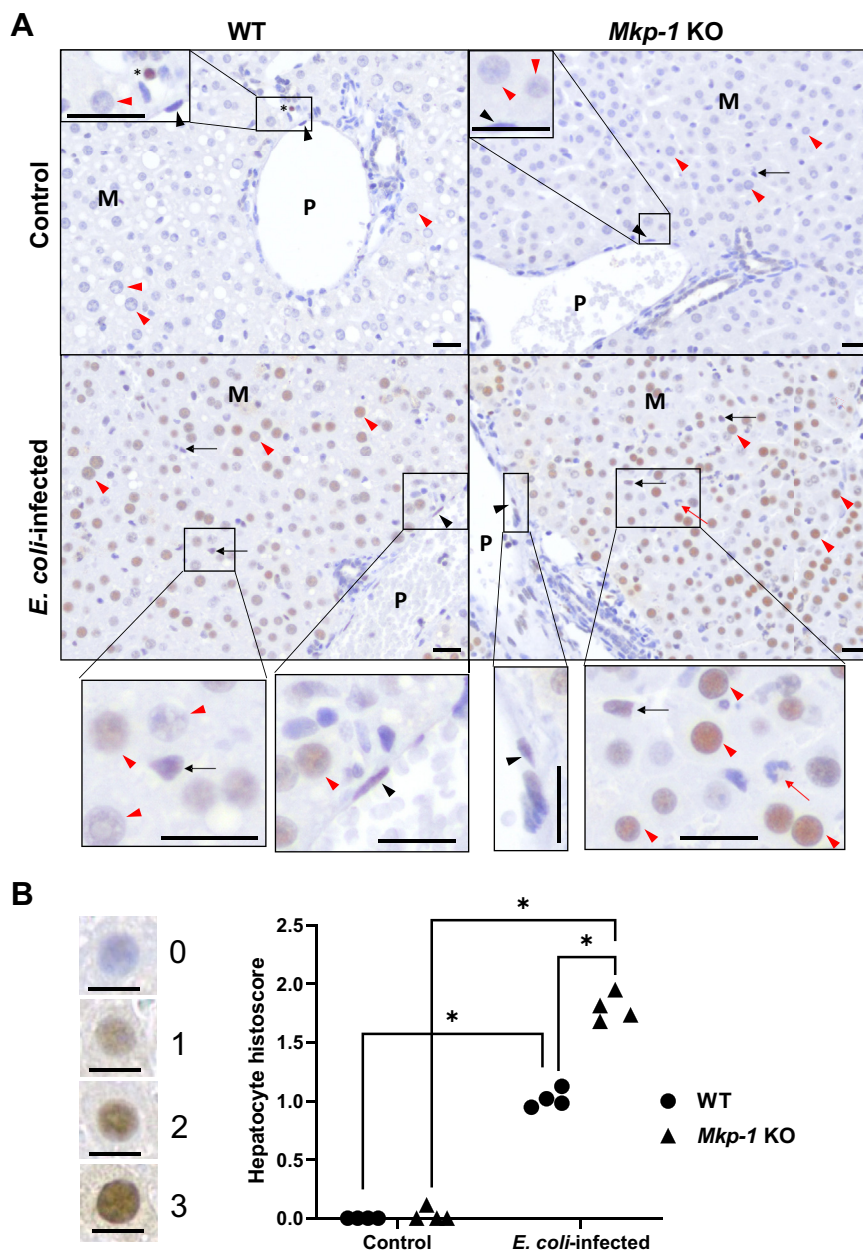 A
WT
Mkp-1 KO
Control
*
*
M
P
M
P
E. coli-infected
M
P
M
P
B
0
1
2
3
Hepatocyte histoscore
2.5
2.0
1.5
1.0
0.5
0.0
*
*
*
Control
E. coli-infected
WT
Mkp-1 KO